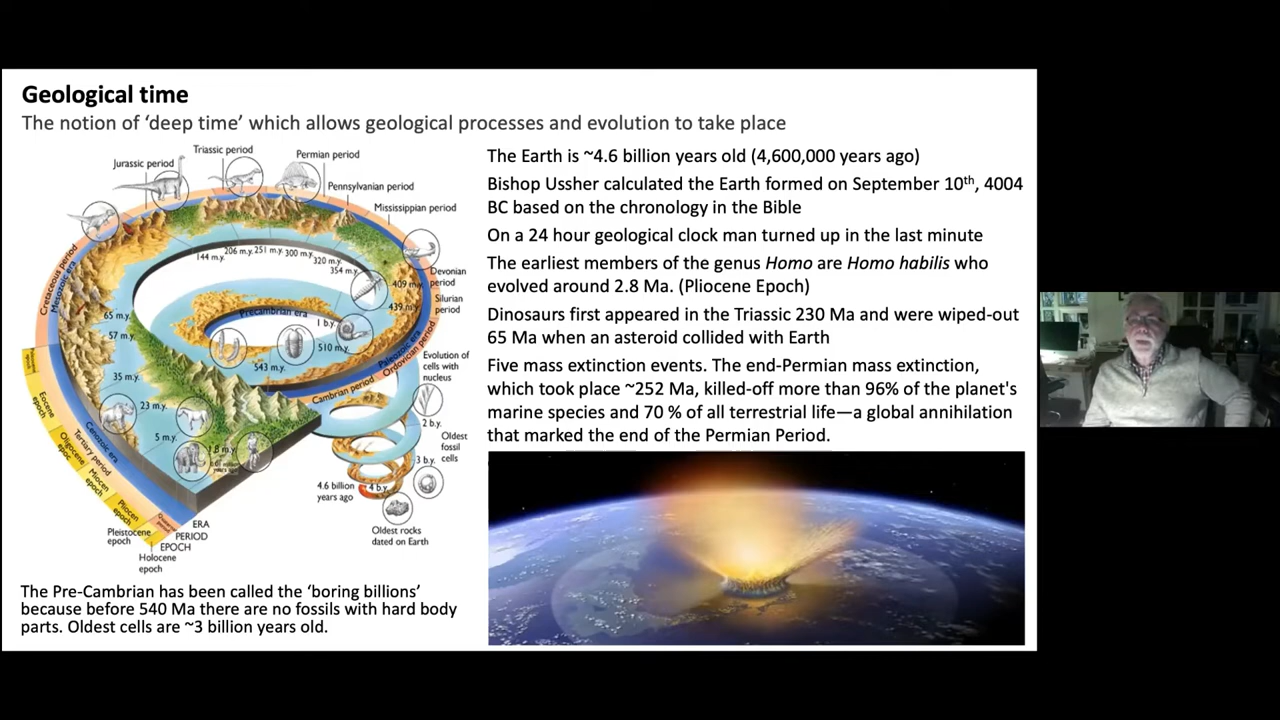 Geological time
The notion of ‘deep time’ which allows geological processes and evolution to take place
Triassic period
Permian period
Jurassic period
Pennsylvanian period
Mississippian period
Devonian
period
Silurian
period
Cretaceous period
Mesozoic era
144 m.y.
206 m.y.
251 m.y.
300 m.y.
320 m.y.
354 m.y.
409 m.y.
439 m.y.
Precambrian era
1 b.y.
510 m.y.
543 m.y.
Paleozoic era
Ordovician period
Cambrian period
65 m.y.
57 m.y.
35 m.y.
23 m.y.
5 m.y.
1.8 m.y.
Evolution of
cells with
nucleus
2 b.y.
Oldest
fossil
cells
3 b.y.
4.6 billion
years ago
4 b.y.
Oldest rocks
dated on Earth
Eocene
epoch
Oligocene
epoc
Miocen
epoch
Pliocen
epoch
Cenozoic era
Tertiary period
Pleistocene
epoch
Holocene
epoch
ERA
PERIOD
EPOCH
The Pre-Cambrian has been called the ‘boring billions’
because before 540 Ma there are no fossils with hard body
parts. Oldest cells are ~3 billion years old.
The Earth is ~4.6 billion years old (4,600,000 years ago)
Bishop Ussher calculated the Earth formed on September 10th, 4004
BC based on the chronology in the Bible
On a 24 hour geological clock man turned up in the last minute
The earliest members of the genus Homo are Homo habilis who
evolved around 2.8 Ma. (Pliocene Epoch)
Dinosaurs first appeared in the Triassic 230 Ma and were wiped-out
65 Ma when an asteroid collided with Earth
Five mass extinction events. The end-Permian mass extinction,
which took place ~252 Ma, killed-off more than 96% of the planet's
marine species and 70 % of all terrestrial life—a global annihilation
that marked the end of the Permian Period.